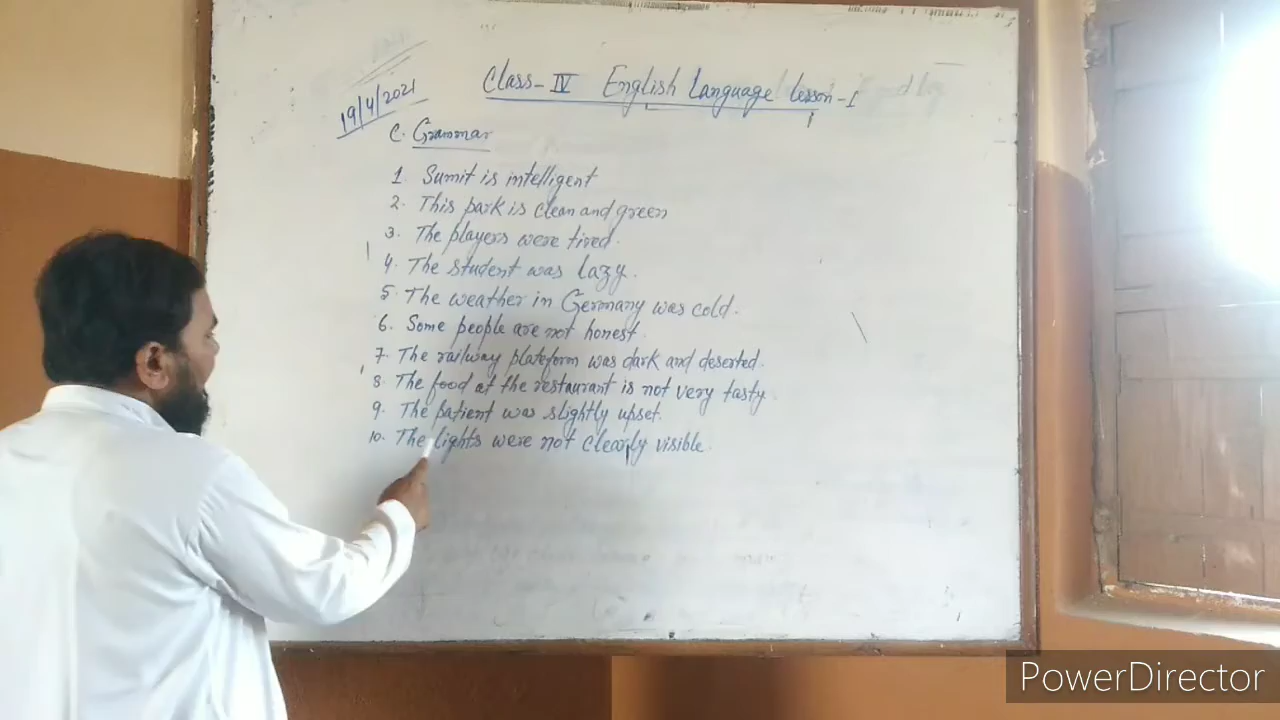 19/4/2021
Class-IV English Language Lesson-I
C. Grammar
1. Sumit is intelligent
2. This park is clean and green
3. The players were tired.
4. The student was lazy.
5. The weather in Germany was cold.
6. Some people are not honest.
7. The railway plateform was dark and deserted.
8. The food at the restaurant is not very tasty
9. The patient was slightly upset.
10. The lights were not clearly visible.
PowerDirector